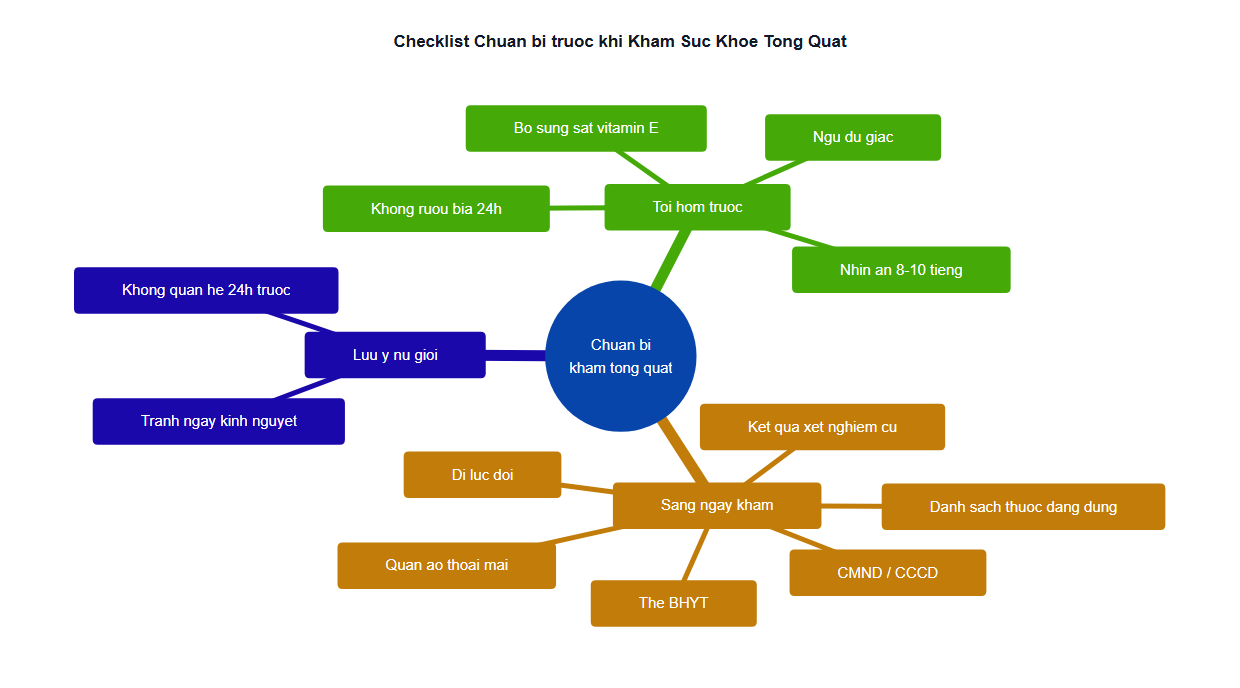 Checklist Chuan bi truoc khi Kham Suc Khoe Tong Quat
Bo sung sat vitamin E
Ngu du giac
Khong ruou bia 24h
Toi hom truoc
Nhin an 8-10 tieng
Khong quan he 24h truoc
Luu y nu gioi
Tranh ngay kinh nguyet
Chuan bi
kham tong quat
Ket qua xet nghiem cu
Di luc doi
Sang ngay kham
Danh sach thuoc dang dung
Quan ao thoai mai
CMND / CCCD
The BHYT